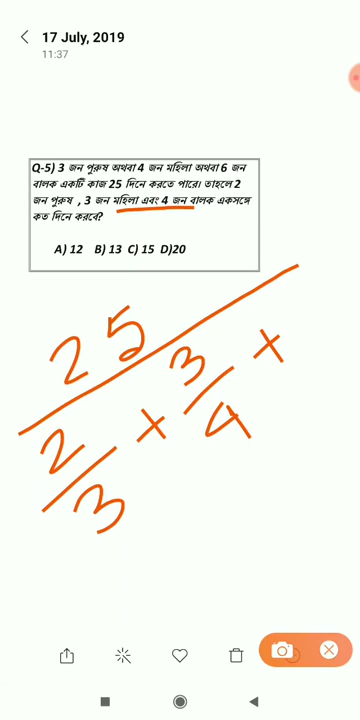 17 July, 2019
11:37
Q-5) 3 জন পুরুষ অথবা 4 জন মহিলা অথবা 6 জন
বালক একটি কাজ 25 দিনে করতে পারে। তাহলে 2
জন পুরুষ , 3 জন মহিলা এবং 4 জন বালক একসঙ্গে
কত দিনে করবে?
A) 12 B) 13 C) 15 D)20
25
2/3 + 3/4 +